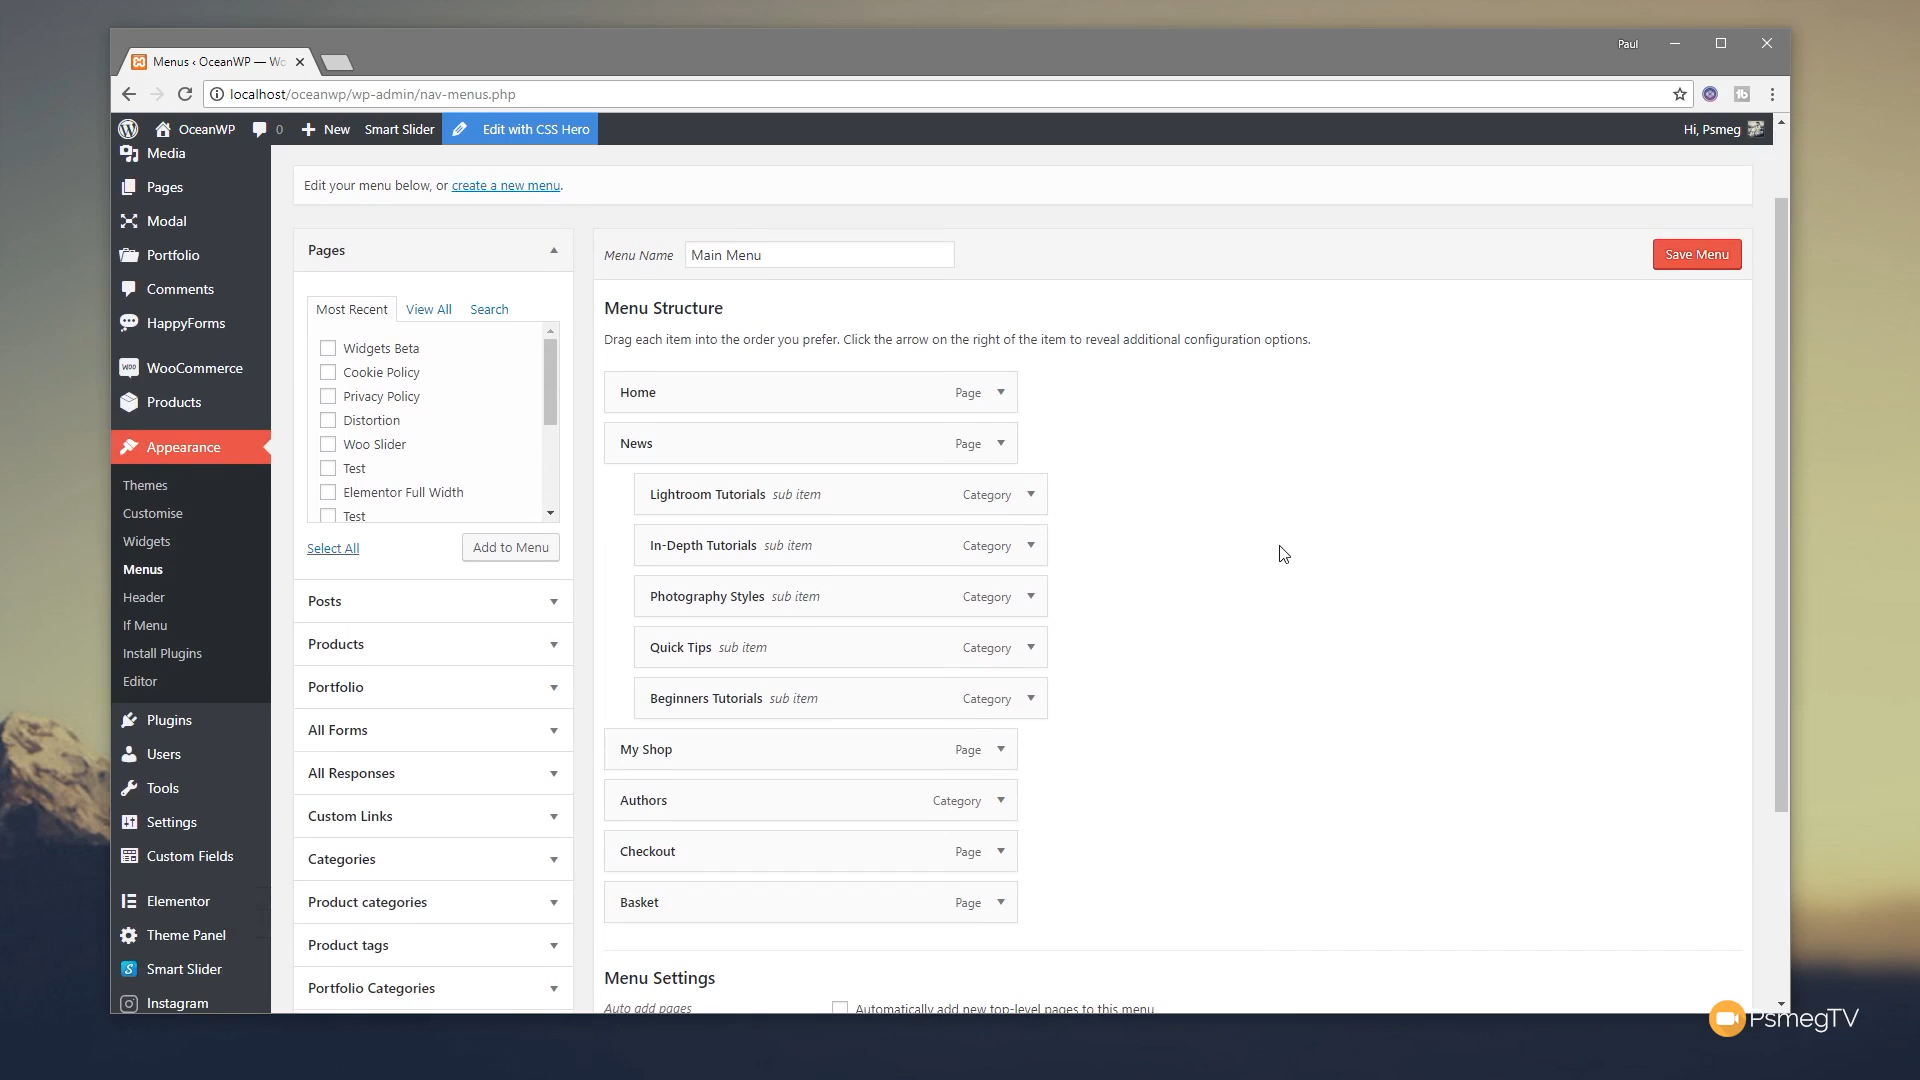 Paul
Menus ‹ OceanWP — Wo
localhost/oceanwp/wp-admin/nav-menus.php
OceanWP 0 New Smart Slider Edit with CSS Hero Hi, Psmeg
Media
Pages
Modal
Portfolio
Comments
HappyForms
WooCommerce
Products
Appearance
Themes
Customise
Widgets
Menus
Header
If Menu
Install Plugins
Editor
Plugins
Users
Tools
Settings
Custom Fields
Elementor
Theme Panel
Smart Slider
Instagram
Edit your menu below, or create a new menu.
Pages
Most Recent View All Search
Widgets Beta
Cookie Policy
Privacy Policy
Distortion
Woo Slider
Test
Elementor Full Width
Test
Select All Add to Menu
Posts
Products
Portfolio
All Forms
All Responses
Custom Links
Categories
Product categories
Product tags
Portfolio Categories
Menu Name Main Menu Save Menu
Menu Structure
Drag each item into the order you prefer. Click the arrow on the right of the item to reveal additional configuration options.
Home Page
News Page
Lightroom Tutorials sub item Category
In-Depth Tutorials sub item Category
Photography Styles sub item Category
Quick Tips sub item Category
Beginners Tutorials sub item Category
My Shop Page
Authors Category
Checkout Page
Basket Page
Menu Settings
Auto add pages Automatically add new top-level pages to this menu
PsmegTV